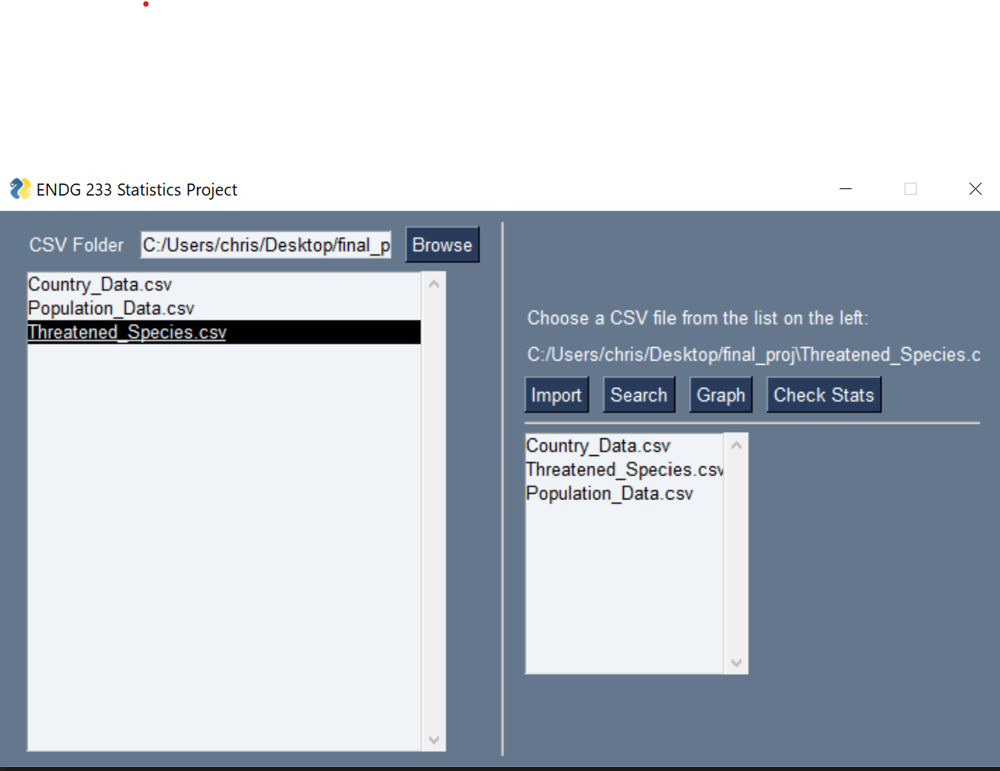 ENDG 233 Statistics Project
CSV Folder C:/Users/chris/Desktop/final_p Browse
Country_Data.csv
Population_Data.csv
Threatened_Species.csv
Choose a CSV file from the list on the left:
C:/Users/chris/Desktop/final_proj\Threatened_Species.c
Import Search Graph Check Stats
Country_Data.csv
Threatened_Species.csv
Population_Data.csv